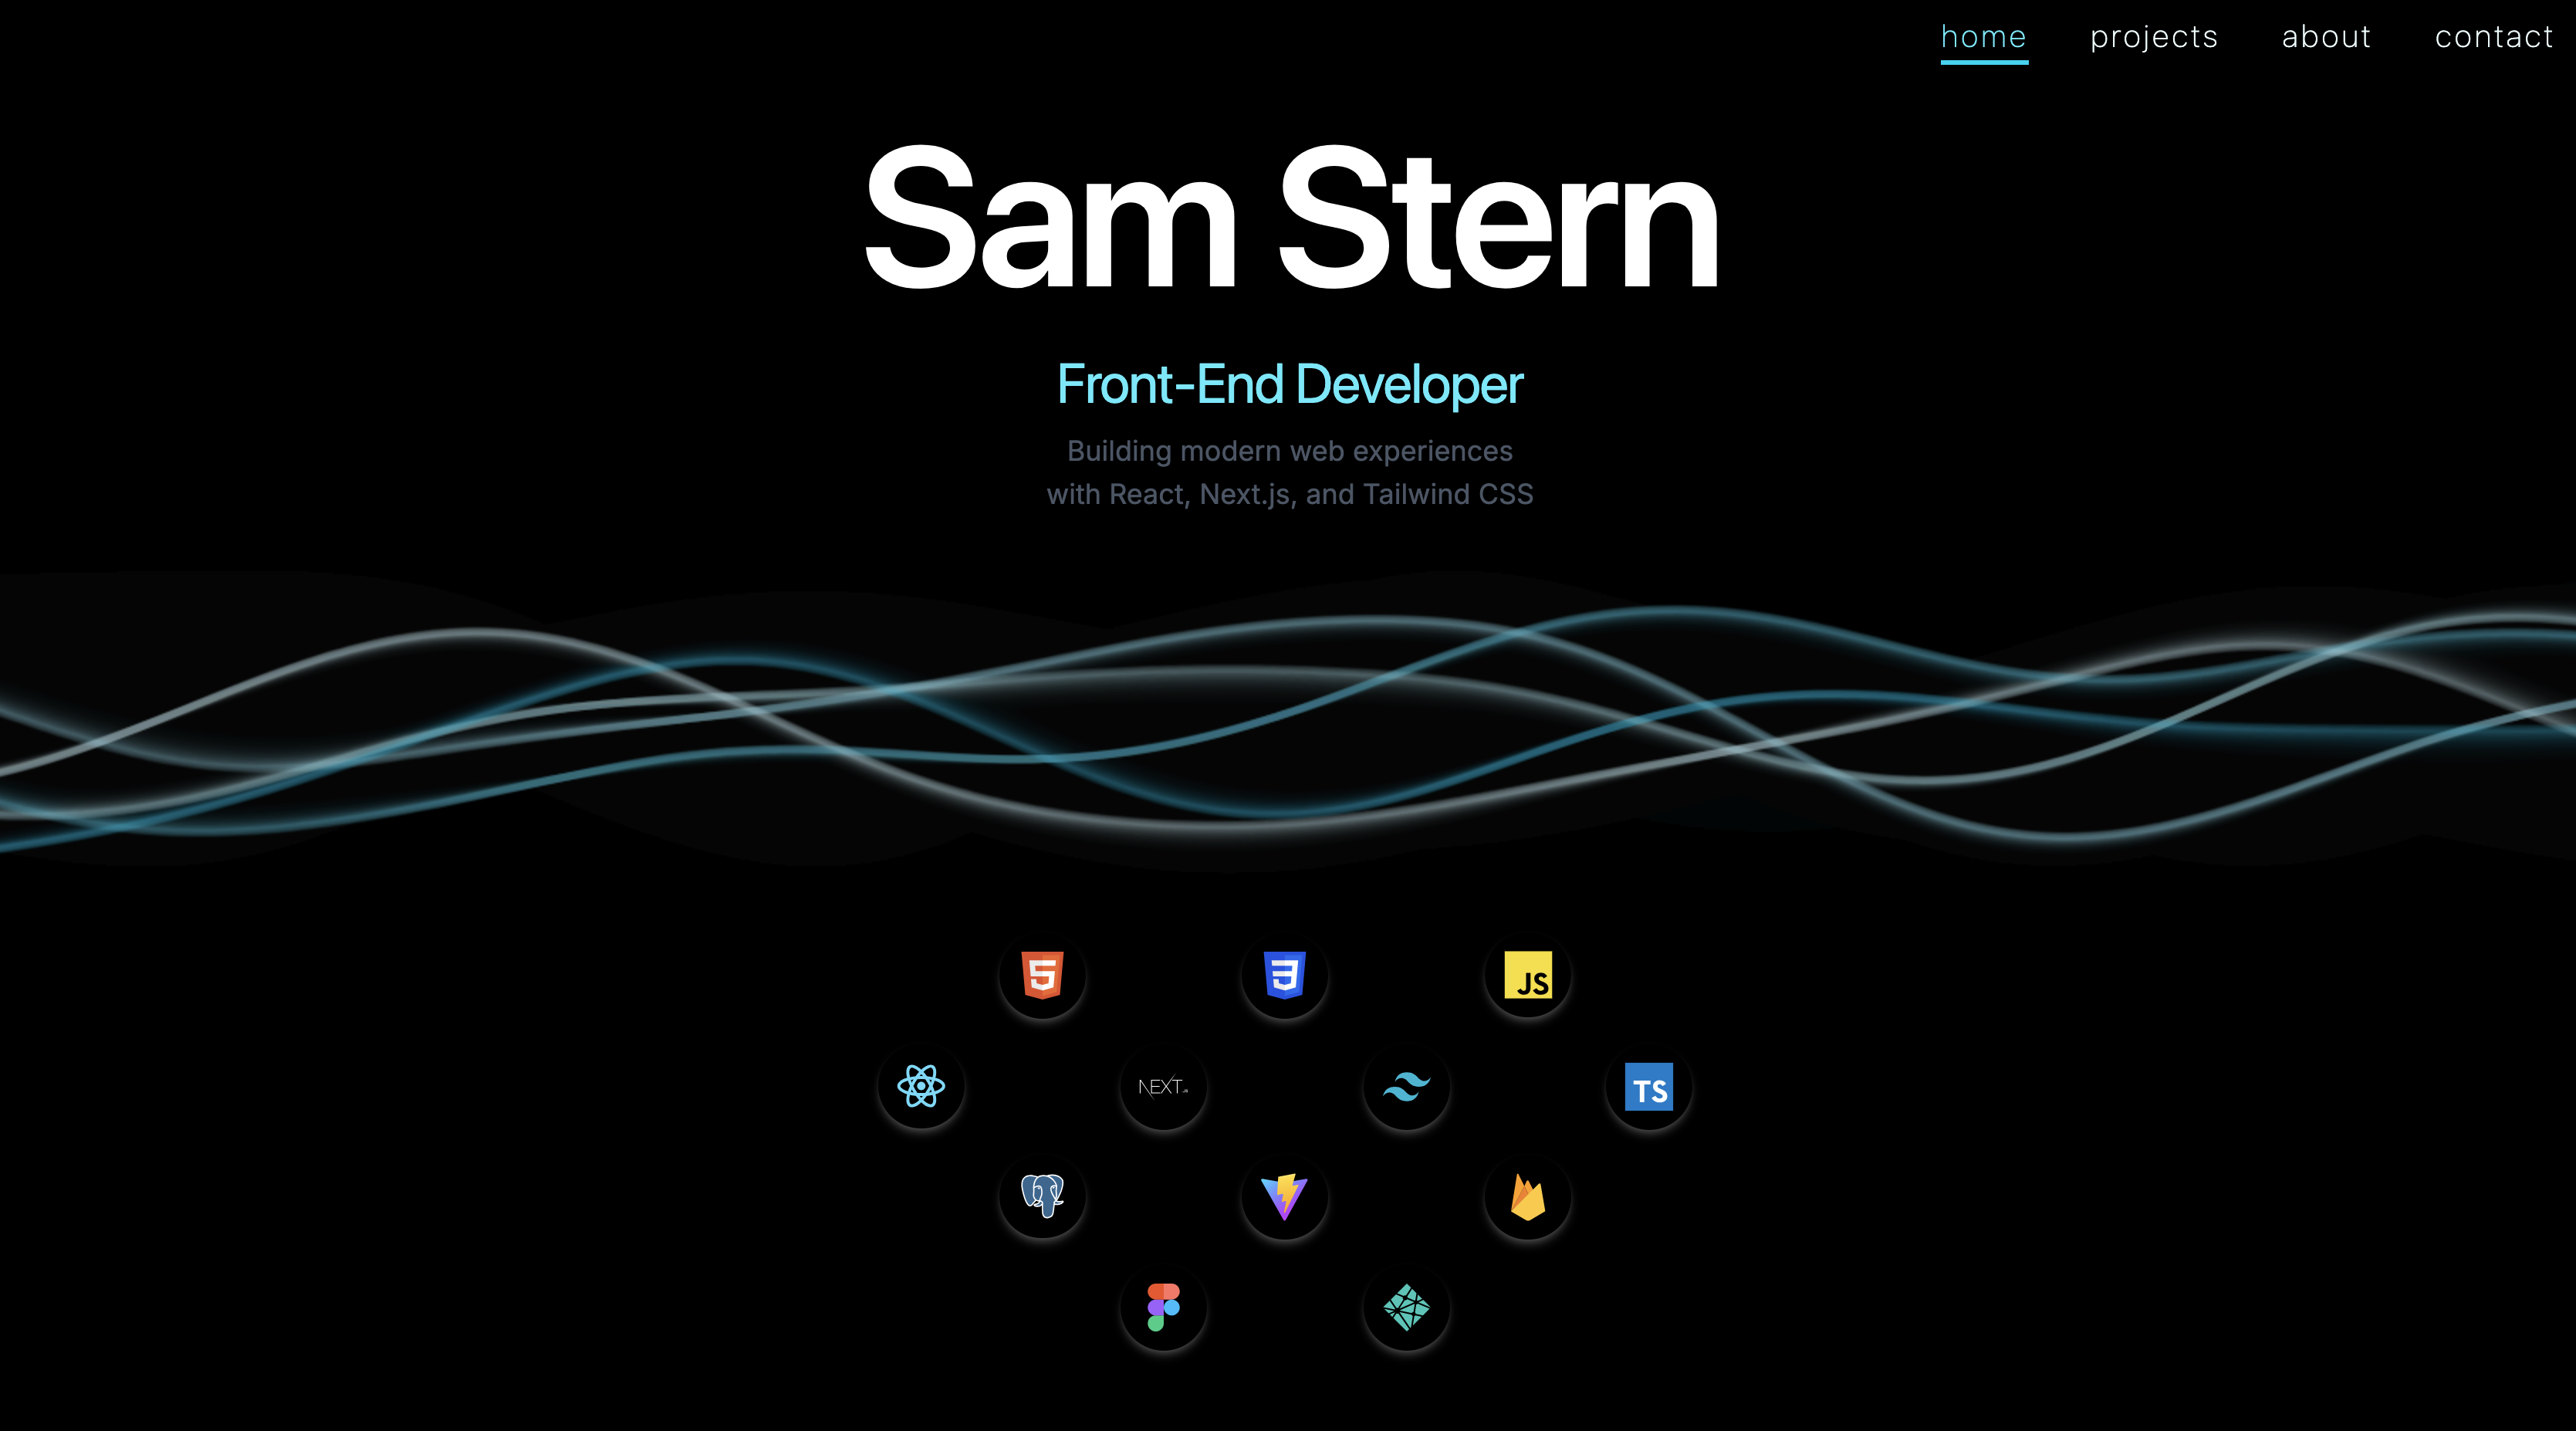 home projects about contact
Sam Stern
Front-End Developer
Building modern web experiences
with React, Next.js, and Tailwind CSS
5 3 JS
NEXT.JS TS